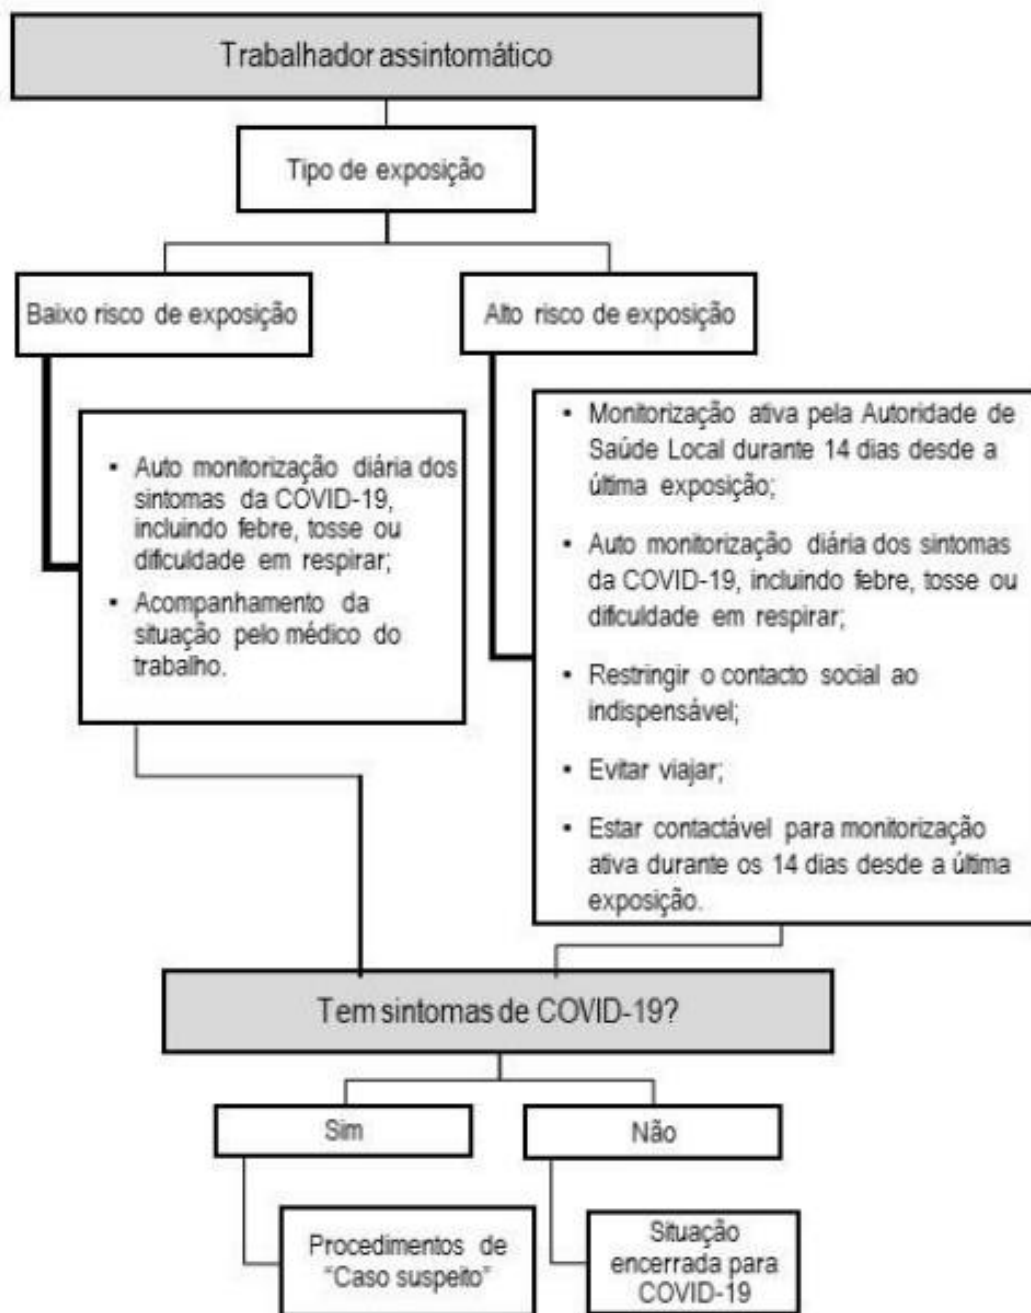 Trabalhador assintomático
Tipo de exposição
Baixo risco de exposição
Alto risco de exposição
• Auto monitorização diária dos
sintomas da COVID-19,
incluindo febre, tosse ou
dificuldade em respirar;
• Acompanhamento da
situação pelo médico do
trabalho.
• Monitorização ativa pela Autoridade de
Saúde Local durante 14 dias desde a
última exposição;
• Auto monitorização diária dos sintomas
da COVID-19, incluindo febre, tosse ou
dificuldade em respirar;
• Restringir o contacto social ao
indispensável;
• Evitar viajar;
• Estar contactável para monitorização
ativa durante os 14 dias desde a última
exposição.
Tem sintomas de COVID-19?
Sim
Não
Procedimentos de
“Caso suspeito”
Situação
encerrada para
COVID-19